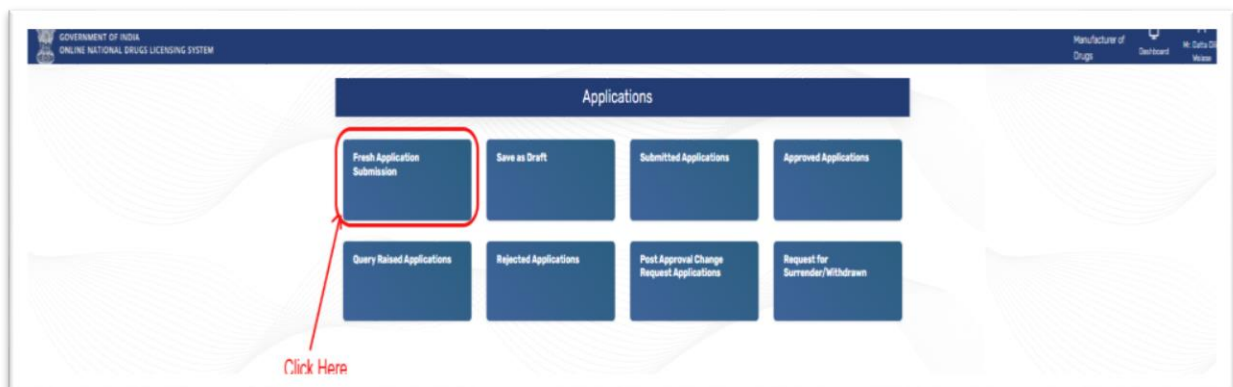 GOVERNMENT OF INDIA
ONLINE NATIONAL DRUGS LICENSING SYSTEM
Manufacturer of
Drugs
Dashboard
Mr. Datta
Applications
Fresh Application
Submission
Save as Draft
Submitted Applications
Approved Applications
Query Raised Applications
Rejected Applications
Post Approval Change
Request Applications
Request for
Surrender/Withdrawn
Click Here